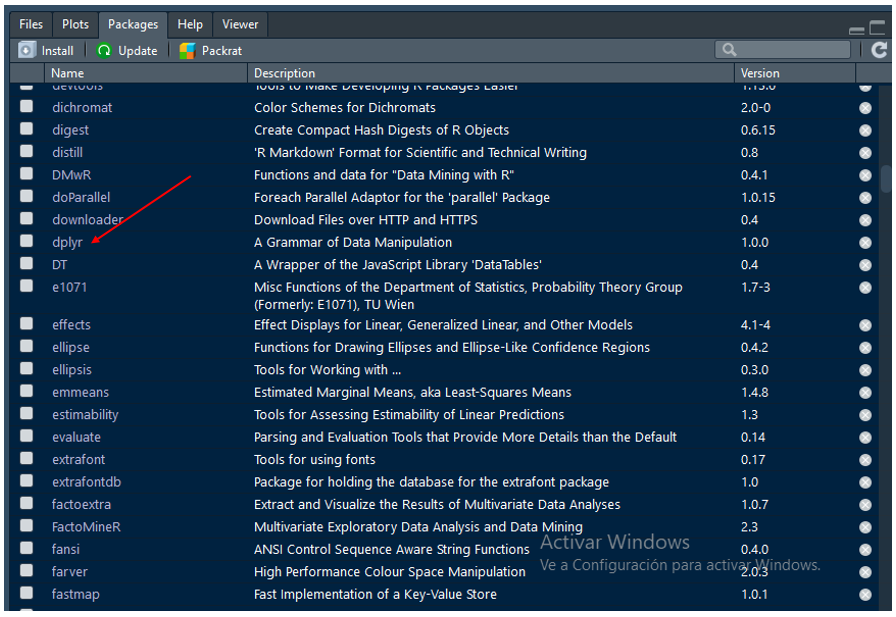 Files Plots Packages Help Viewer
Install Update Packrat
Name Description Version
devtools Tools to Make Developing R Packages Easier 1.13.6
dichromat Color Schemes for Dichromats 2.0-0
digest Create Compact Hash Digests of R Objects 0.6.15
distill 'R Markdown' Format for Scientific and Technical Writing 0.8
DMwR Functions and data for "Data Mining with R" 0.4.1
doParallel Foreach Parallel Adaptor for the 'parallel' Package 1.0.15
downloader Download Files over HTTP and HTTPS 0.4
dplyr A Grammar of Data Manipulation 1.0.0
DT A Wrapper of the JavaScript Library 'DataTables' 0.4
e1071 Misc Functions of the Department of Statistics, Probability Theory Group 1.7-3
(Formerly: E1071), TU Wien
effects Effect Displays for Linear, Generalized Linear, and Other Models 4.1-4
ellipse Functions for Drawing Ellipses and Ellipse-Like Confidence Regions 0.4.2
ellipsis Tools for Working with ... 0.3.0
emmeans Estimated Marginal Means, aka Least-Squares Means 1.4.8
estimability Tools for Assessing Estimability of Linear Predictions 1.3
evaluate Parsing and Evaluation Tools that Provide More Details than the Default 0.14
extrafont Tools for using fonts 0.17
extrafontdb Package for holding the database for the extrafont package 1.0
factoextra Extract and Visualize the Results of Multivariate Data Analyses 1.0.7
FactoMineR Multivariate Exploratory Data Analysis and Data Mining 2.3
fansi ANSI Control Sequence Aware String Functions 0.4.0
Activar Windows
farver High Performance Colour Space Manipulation 2.0.3
Ve a Configuración para activar Windows.
fastmap Fast Implementation of a Key-Value Store 1.0.1